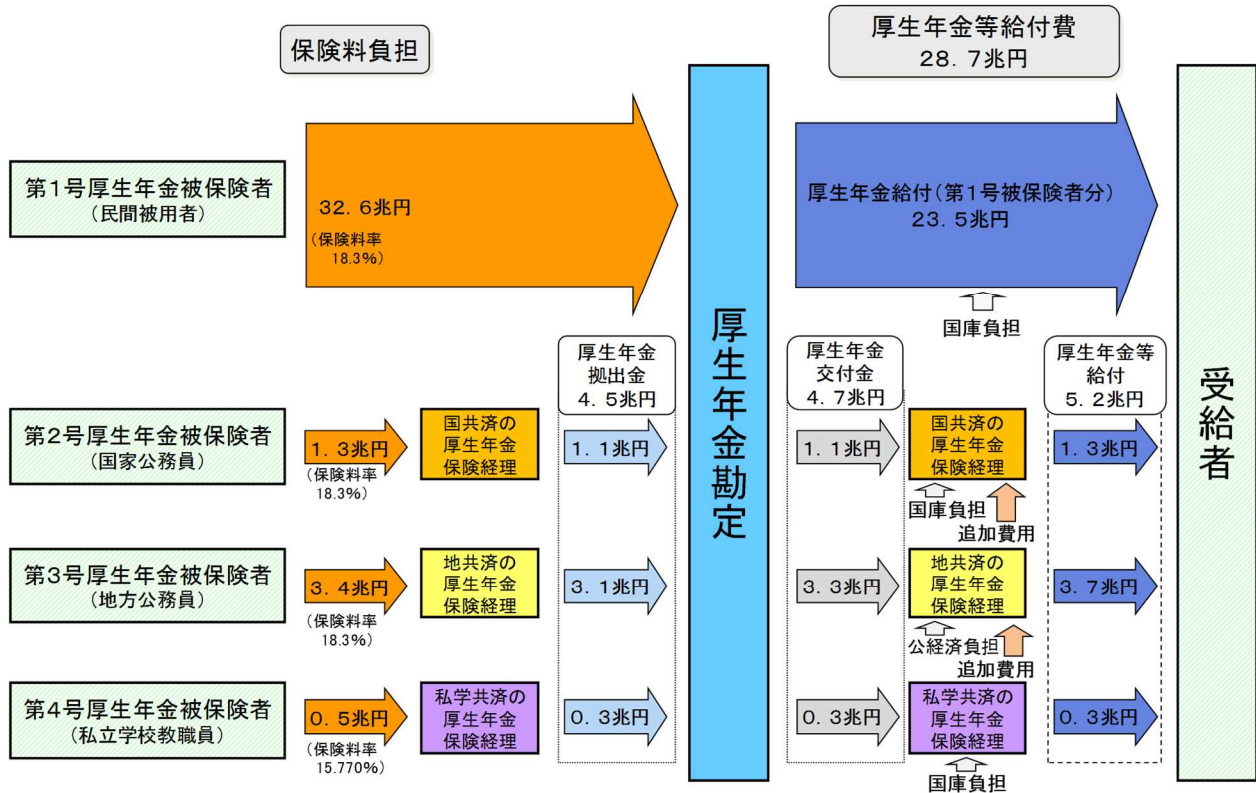 保険料負担
厚生年金等給付費
28.7兆円
第1号厚生年金被保険者
(民間被用者)
32.6兆円
(保険料率
18.3%)
厚生年金勘定
厚生年金給付(第1号被保険者分)
23.5兆円
国庫負担
受給者
厚生年金
拠出金
4.5兆円
厚生年金
交付金
4.7兆円
厚生年金等
給付
5.2兆円
第2号厚生年金被保険者
(国家公務員)
1.3兆円
(保険料率
18.3%)
国共済の
厚生年金
保険経理
1.1兆円
1.1兆円
国共済の
厚生年金
保険経理
国庫負担
追加費用
1.3兆円
第3号厚生年金被保険者
(地方公務員)
3.4兆円
(保険料率
18.3%)
地共済の
厚生年金
保険経理
3.1兆円
3.3兆円
地共済の
厚生年金
保険経理
公経済負担
追加費用
3.7兆円
第4号厚生年金被保険者
(私立学校教職員)
0.5兆円
(保険料率
15.770%)
私学共済の
厚生年金
保険経理
0.3兆円
0.3兆円
私学共済の
厚生年金
保険経理
国庫負担
0.3兆円